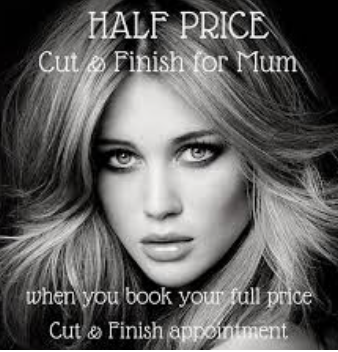 HALF PRICE
Cut & Finish for Mum
when you book your full price
Cut & Finish appointment